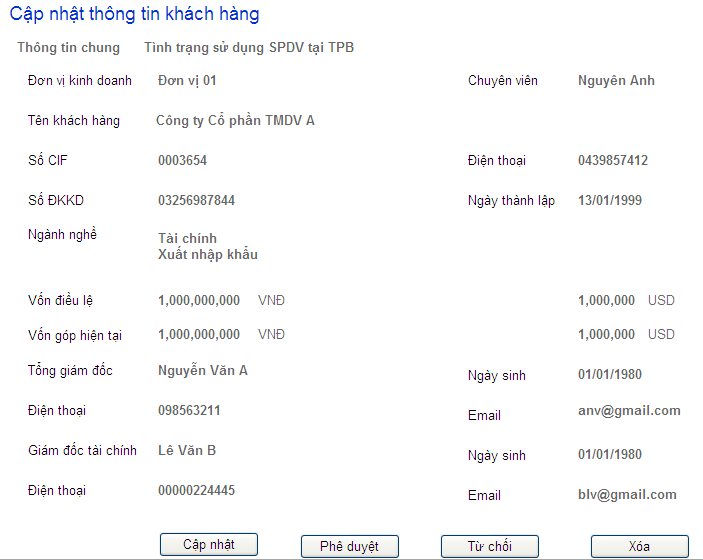 Cập nhật thông tin khách hàng
Thông tin chung Tình trạng sử dụng SPDV tại TPB
Đơn vị kinh doanh Đơn vị 01 Chuyên viên Nguyên Anh
Tên khách hàng Công ty Cổ phần TMDV A
Số CIF 0003654 Điện thoại 0439857412
Số ĐKKD 03256987844 Ngày thành lập 13/01/1999
Ngành nghề Tài chính
Xuất nhập khẩu
Vốn điều lệ 1,000,000,000 VNĐ 1,000,000 USD
Vốn góp hiện tại 1,000,000,000 VNĐ 1,000,000 USD
Tổng giám đốc Nguyễn Văn A Ngày sinh 01/01/1980
Điện thoại 098563211 Email anv@gmail.com
Giám đốc tài chính Lê Văn B Ngày sinh 01/01/1980
Điện thoại 00000224445 Email blv@gmail.com
Cập nhật Phê duyệt Từ chối Xóa